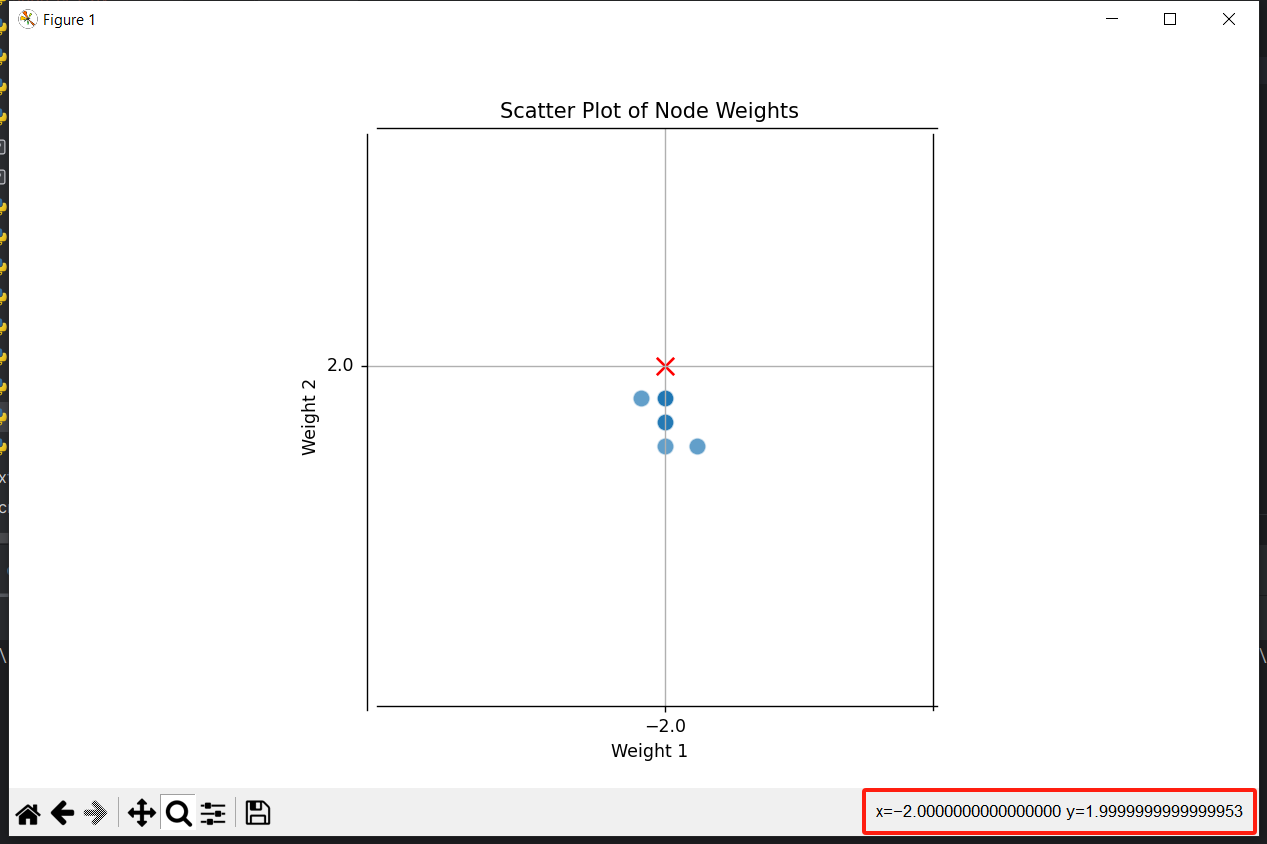 Figure 1
Scatter Plot of Node Weights
2.0
Weight 2
−2.0
Weight 1
x=−2.0000000000000000 y=1.9999999999999953